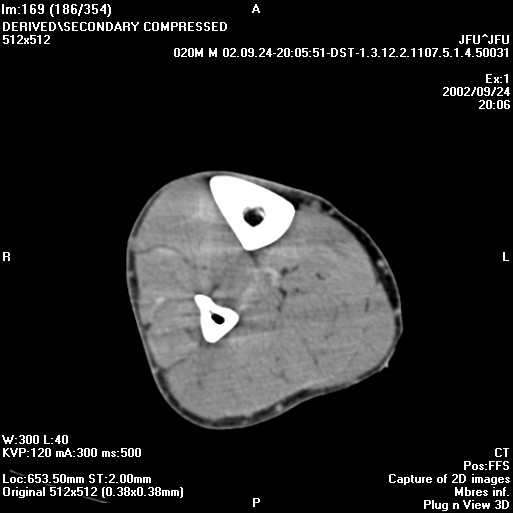 Im:169 (186/354)
A
DERIVED\SECONDARY COMPRESSED
512x512
JFU^JFU
020M M 02.09.24-20:05:51-DST-1.3.12.2.1107.5.1.4.50031
Ex:1
2002/09/24
20:06
R
L
W:300 L:40
KVP:120 mA:300 ms:500
CT
Pos:FFS
Loc:653.50mm ST:2.00mm
Capture of 2D images
Original 512x512 (0.38x0.38mm)
Mbres inf.
P
Plug n View 3D